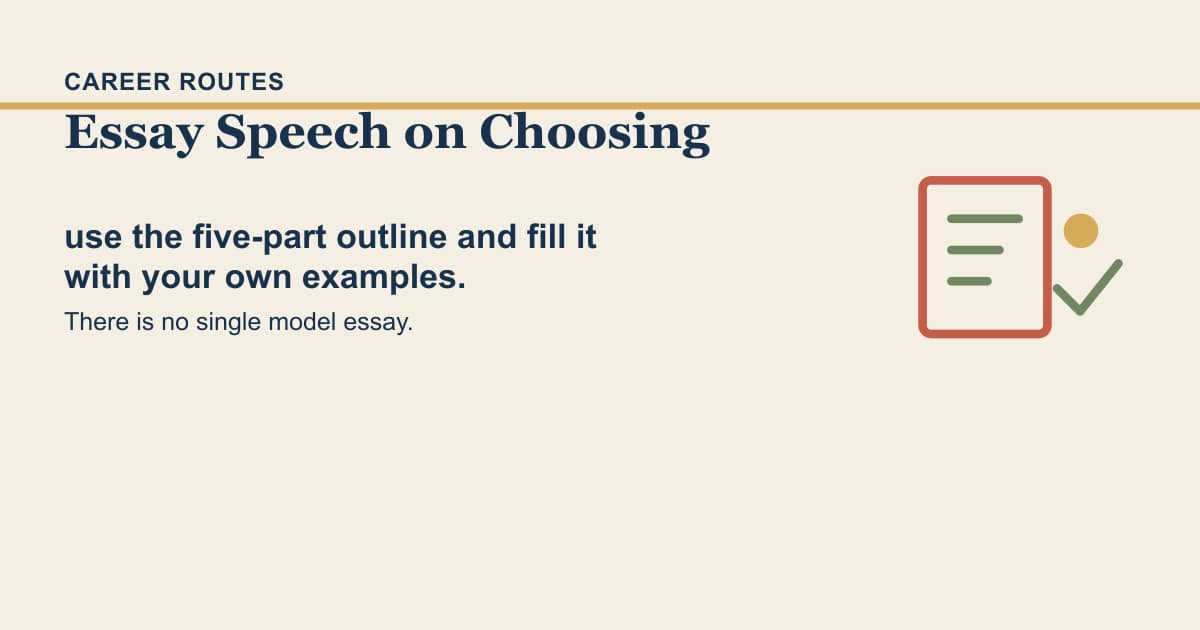 CAREER ROUTES
Essay Speech on Choosing
use the five-part outline and fill it
with your own examples.
There is no single model essay.